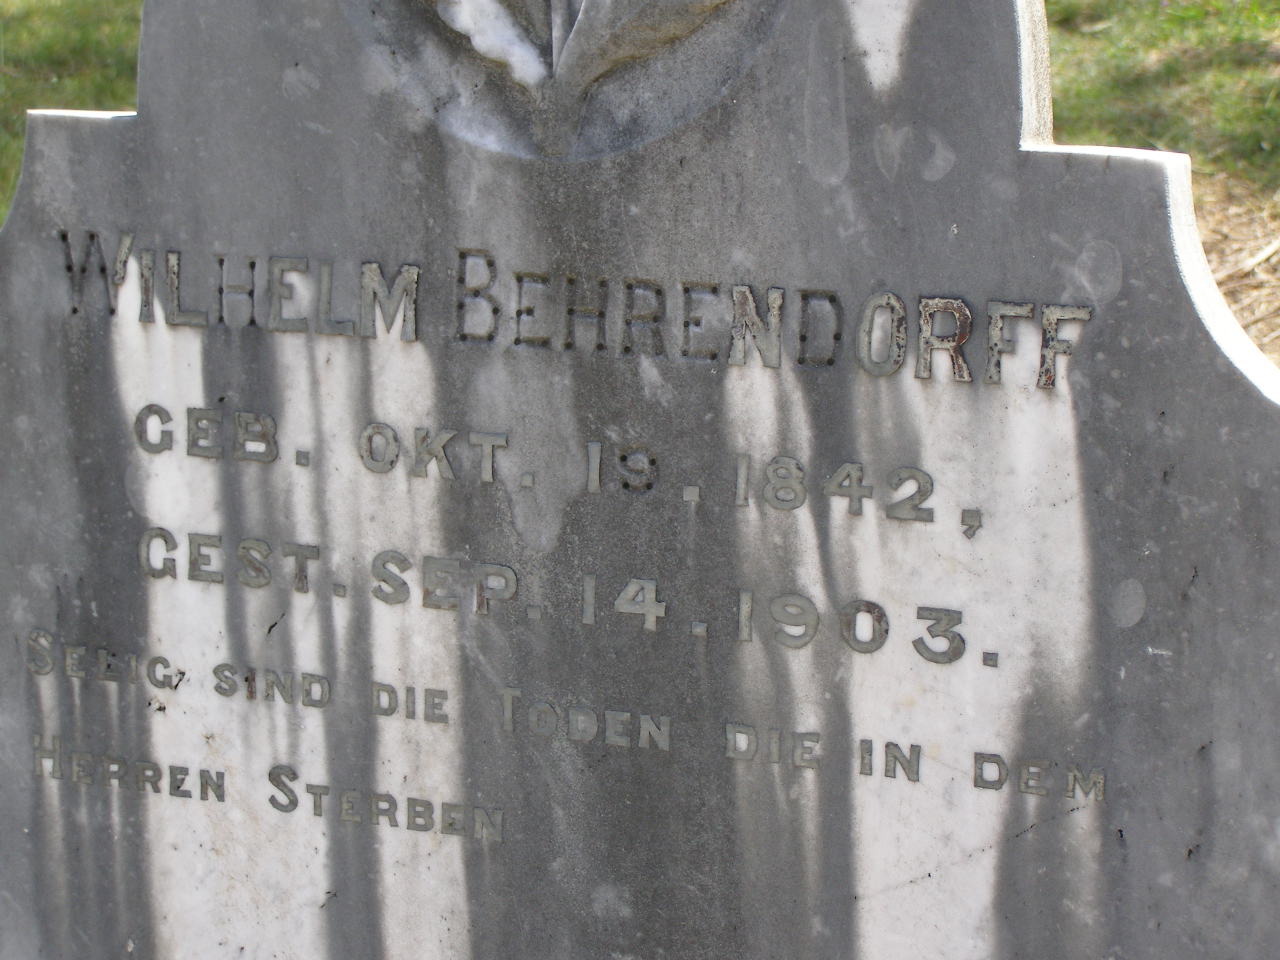 WILHELM BEHRENDORFF
GEB. OKT. 19. 1842,
GEST. SEP. 14. 1903.
SELIG SIND DIE TODEN DIE IN DEM
HERREN STERBEN